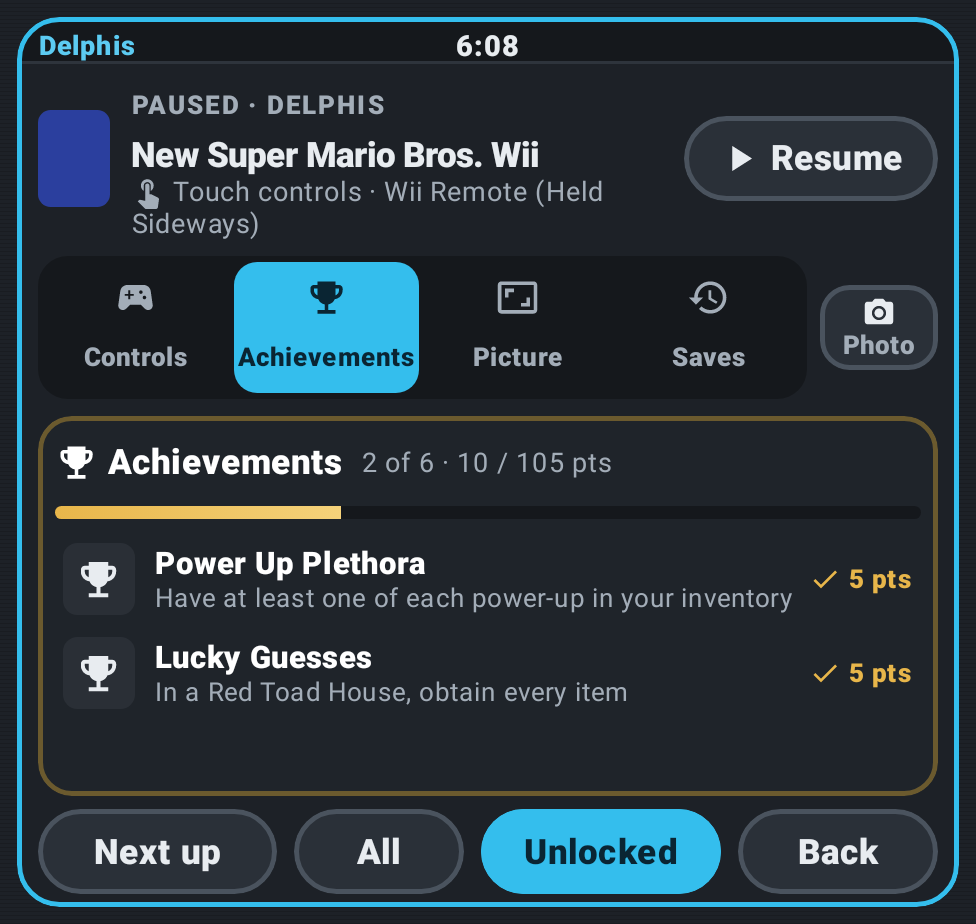 Delphis
6:08
PAUSED · DELPHIS
New Super Mario Bros. Wii
Touch controls · Wii Remote (Held
Sideways)
Resume
Controls
Achievements
Picture
Saves
Photo
Achievements 2 of 6 · 10 / 105 pts
Power Up Plethora
Have at least one of each power-up in your inventory
5 pts
Lucky Guesses
In a Red Toad House, obtain every item
5 pts
Next up
All
Unlocked
Back